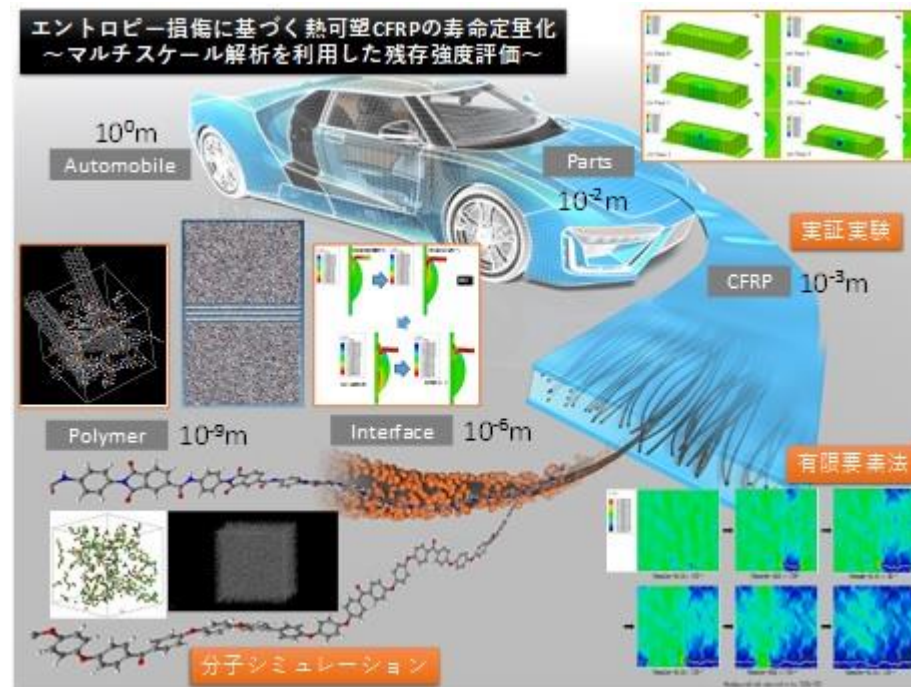 エントロピー損傷に基づく熱可塑CFRPの寿命定量化
～マルチスケール解析を利用した残存強度評価～
10⁰m
Automobile
Parts
10⁻²m
実証実験
CFRP
10⁻³m
Polymer
10⁻⁹m
Interface
10⁻⁶m
有限要素法
分子シミュレーション